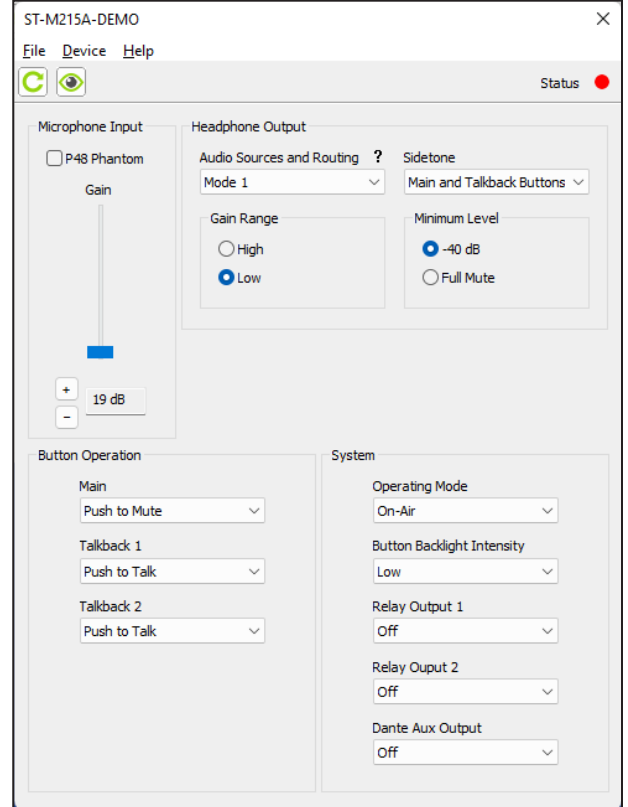 ST-M215A-DEMO
File Device Help
Status
Microphone Input
P48 Phantom
Gain
19 dB
Headphone Output
Audio Sources and Routing ?
Mode 1
Sidetone
Main and Talkback Buttons
Gain Range
High
Low
Minimum Level
-40 dB
Full Mute
Button Operation
Main
Push to Mute
Talkback 1
Push to Talk
Talkback 2
Push to Talk
System
Operating Mode
On-Air
Button Backlight Intensity
Low
Relay Output 1
Off
Relay Ouput 2
Off
Dante Aux Output
Off